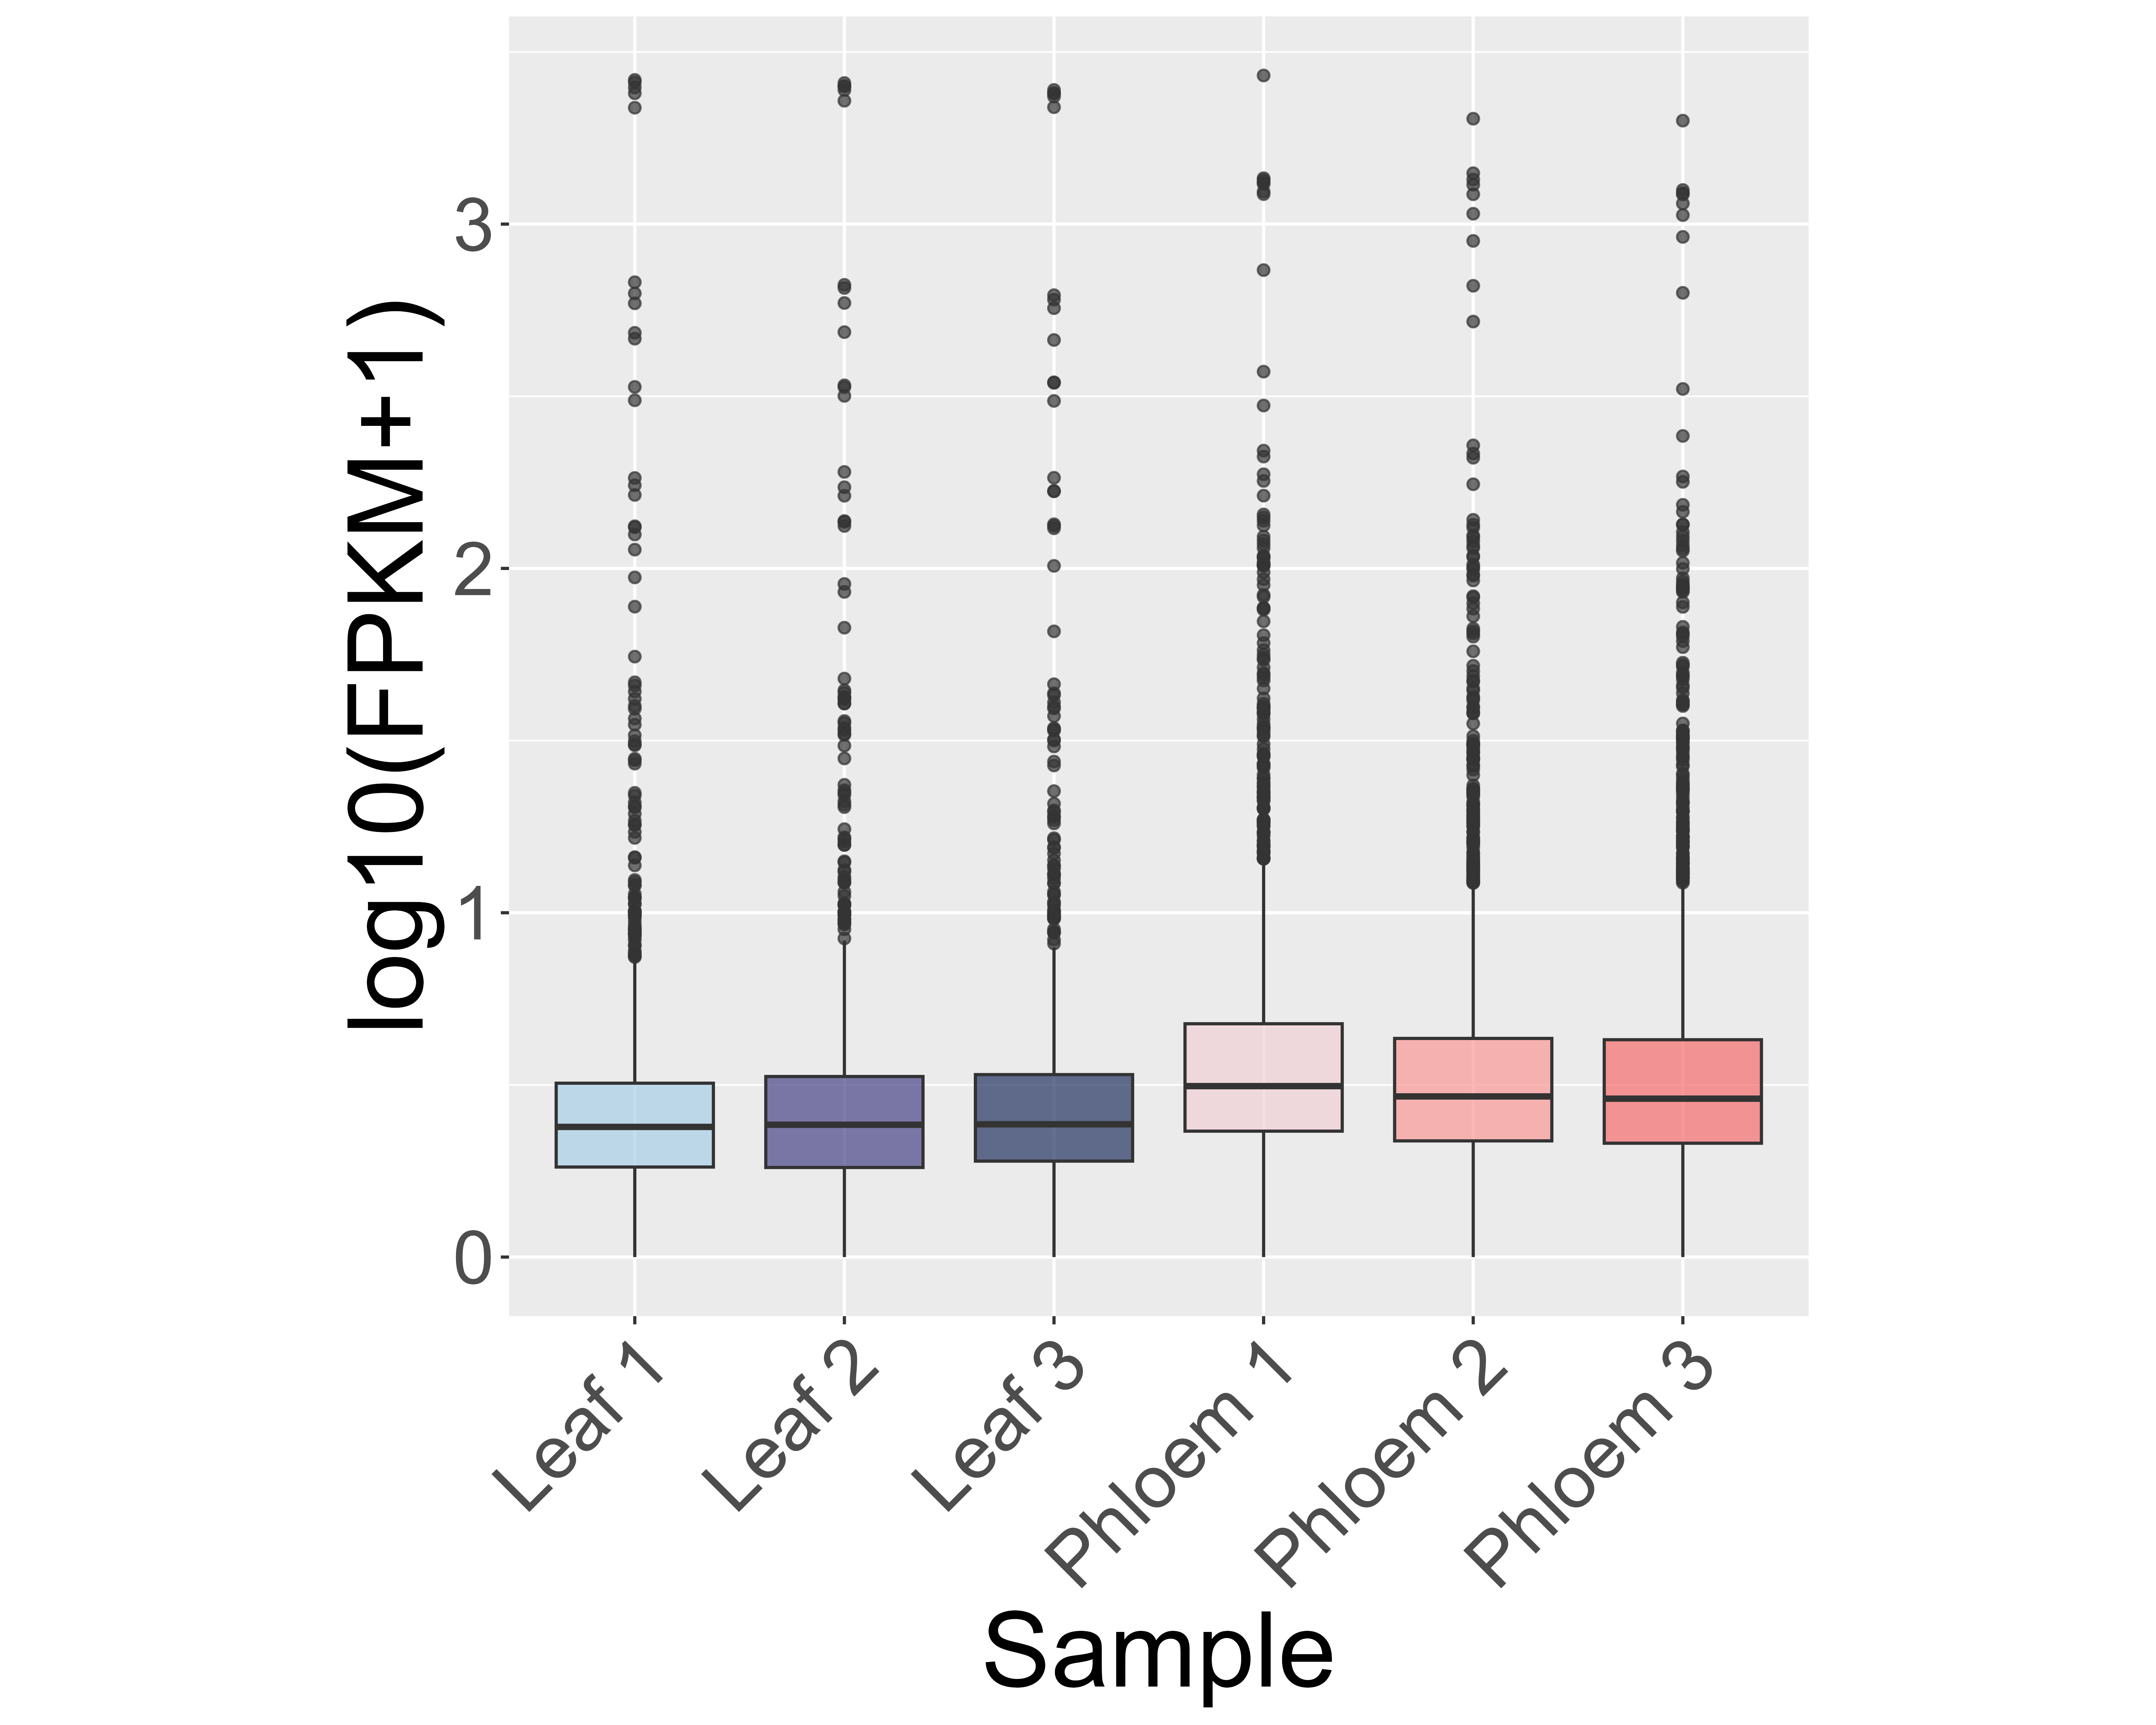 log10(FPKM+1)
3
2
1
0
Leaf 1
Leaf 2
Leaf 3
Phloem 1
Phloem 2
Phloem 3
Sample